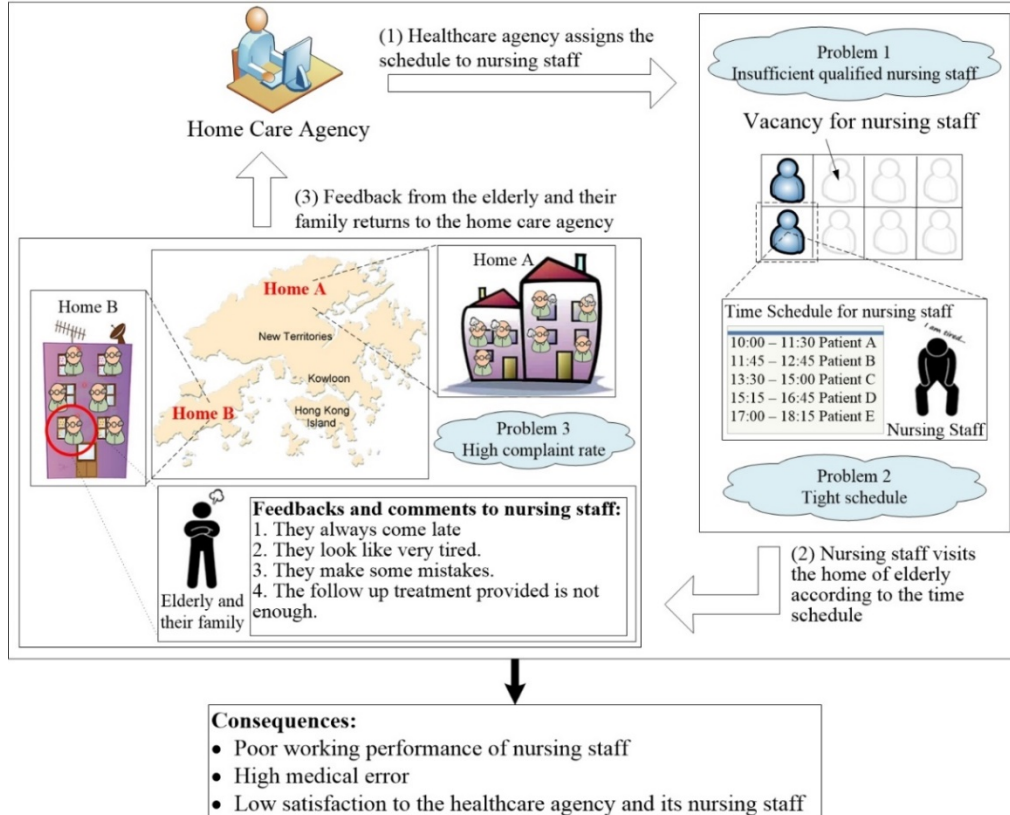 (1) Healthcare agency assigns the
schedule to nursing staff
Home Care Agency
Problem 1
Insufficient qualified nursing staff
Vacancy for nursing staff
(3) Feedback from the elderly and their
family returns to the home care agency
Home B
Home A
New Territories
Kowloon
Hong Kong
Island
Home B
Home A
Problem 3
High complaint rate
Time Schedule for nursing staff
I am tired...
10:00 – 11:30 Patient A
11:45 – 12:45 Patient B
13:30 – 15:00 Patient C
15:15 – 16:45 Patient D
17:00 – 18:15 Patient E
Nursing Staff
Problem 2
Tight schedule
(2) Nursing staff visits
the home of elderly
according to the time
schedule
Elderly and
their family
Feedbacks and comments to nursing staff:
1. They always come late
2. They look like very tired.
3. They make some mistakes.
4. The follow up treatment provided is not
enough.
Consequences:
• Poor working performance of nursing staff
• High medical error
• Low satisfaction to the healthcare agency and its nursing staff